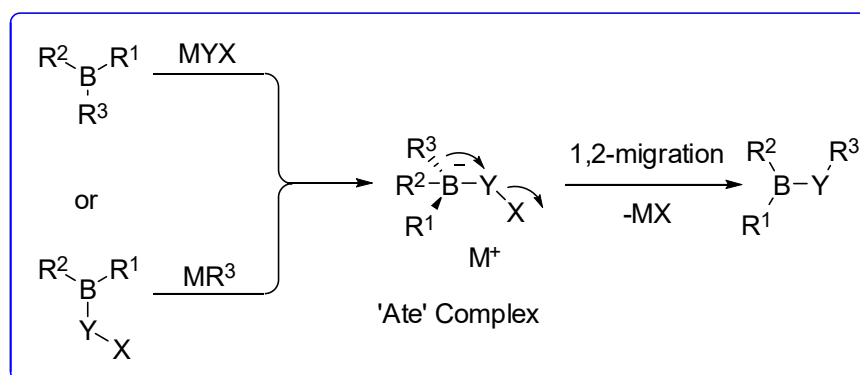 R² R¹ MYX
B
R³
or
R² R¹ MR³
B
Y
X
R³
R² B − Y
X
R¹
M⁺
'Ate' Complex
1,2-migration
-MX
R² R³
B Y
R¹